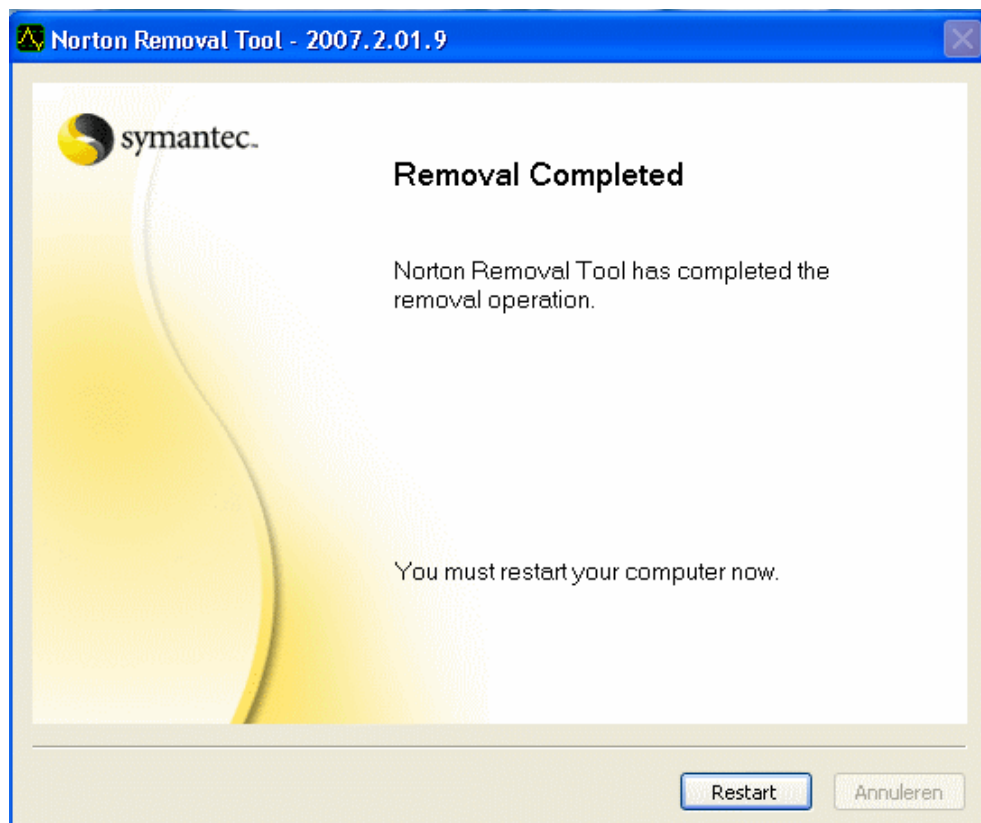 Norton Removal Tool - 2007.2.01.9
symantec.
Removal Completed
Norton Removal Tool has completed the
removal operation.
You must restart your computer now.
Restart
Annuleren